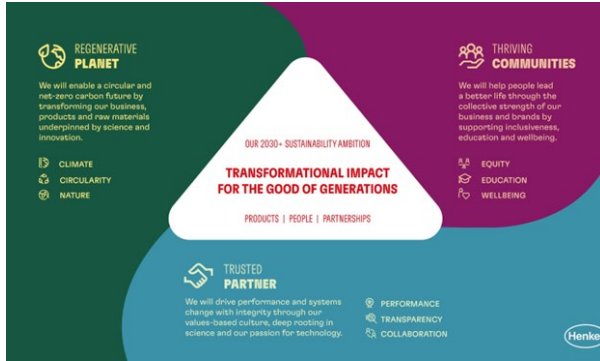 REGENERATIVE
PLANET
We will enable a circular and
net-zero carbon future by
transforming our business,
products and raw materials
underpinned by science and
innovation.
CLIMATE
CIRCULARITY
NATURE
THRIVING
COMMUNITIES
We will help people lead
a better life through the
collective strength of our
business and brands by
supporting inclusiveness,
education and wellbeing.
EQUITY
EDUCATION
WELLBEING
OUR 2030+ SUSTAINABILITY AMBITION
TRANSFORMATIONAL IMPACT
FOR THE GOOD OF GENERATIONS
PRODUCTS | PEOPLE | PARTNERSHIPS
TRUSTED
PARTNER
We will drive performance and systems
change with integrity through our
values-based culture, deep rooting in
science and our passion for technology.
PERFORMANCE
TRANSPARENCY
COLLABORATION
Henkel